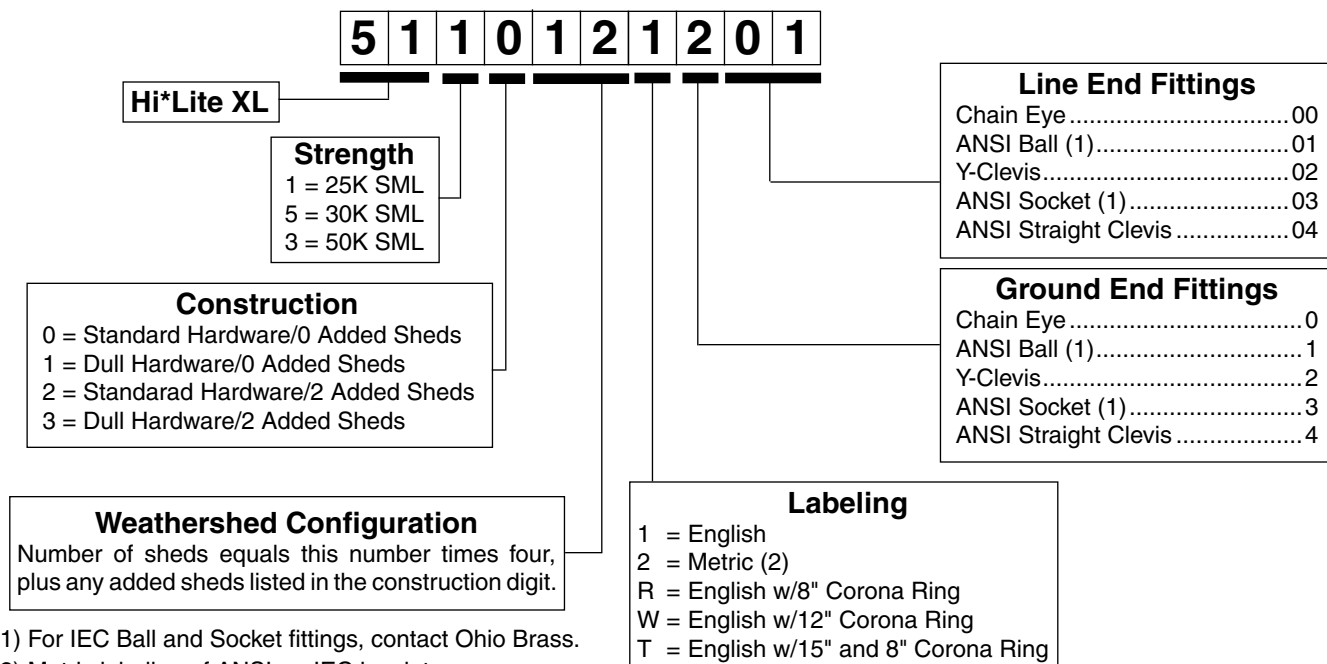 5 1 1 0 1 2 1 2 0 1
Hi*Lite XL
Strength
1 = 25K SML
5 = 30K SML
3 = 50K SML
Construction
0 = Standard Hardware/0 Added Sheds
1 = Dull Hardware/0 Added Sheds
2 = Standarad Hardware/2 Added Sheds
3 = Dull Hardware/2 Added Sheds
Weathershed Configuration
Number of sheds equals this number times four,
plus any added sheds listed in the construction digit.
Line End Fittings
Chain Eye.................................00
ANSI Ball (1).............................01
Y-Clevis.....................................02
ANSI Socket (1)........................03
ANSI Straight Clevis.................04
Ground End Fittings
Chain Eye...................................0
ANSI Ball (1)...............................1
Y-Clevis.......................................2
ANSI Socket (1)..........................3
ANSI Straight Clevis...................4
Labeling
1 = English
2 = Metric (2)
R = English w/8" Corona Ring
W = English w/12" Corona Ring
T = English w/15" and 8" Corona Ring
1) For IEC Ball and Socket fittings, contact Ohio Brass.